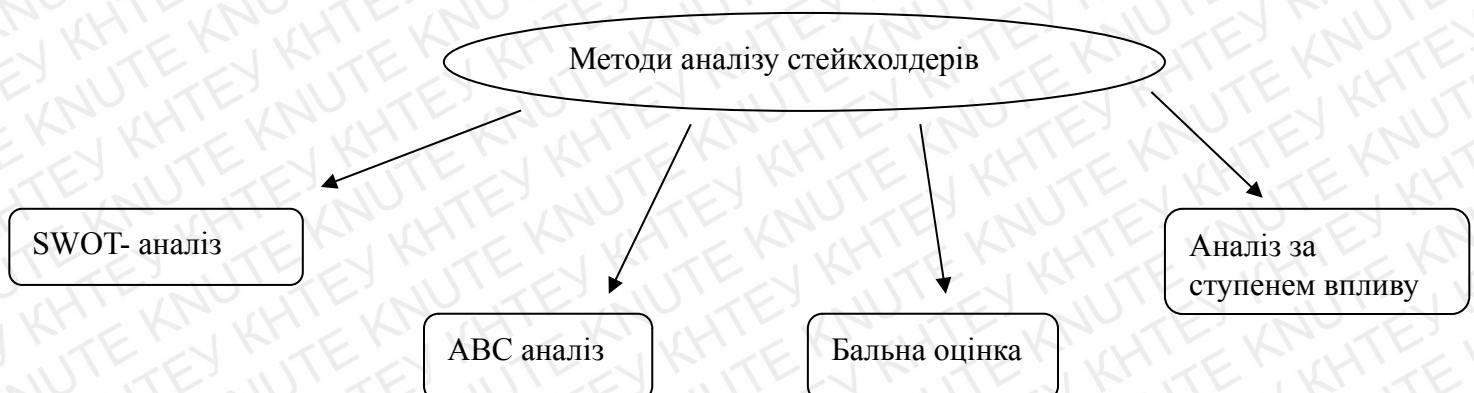 Методи аналізу стейкхолдерів
SWOT- аналіз
Аналіз за
ступенем впливу
АВС аналіз
Бальна оцінка